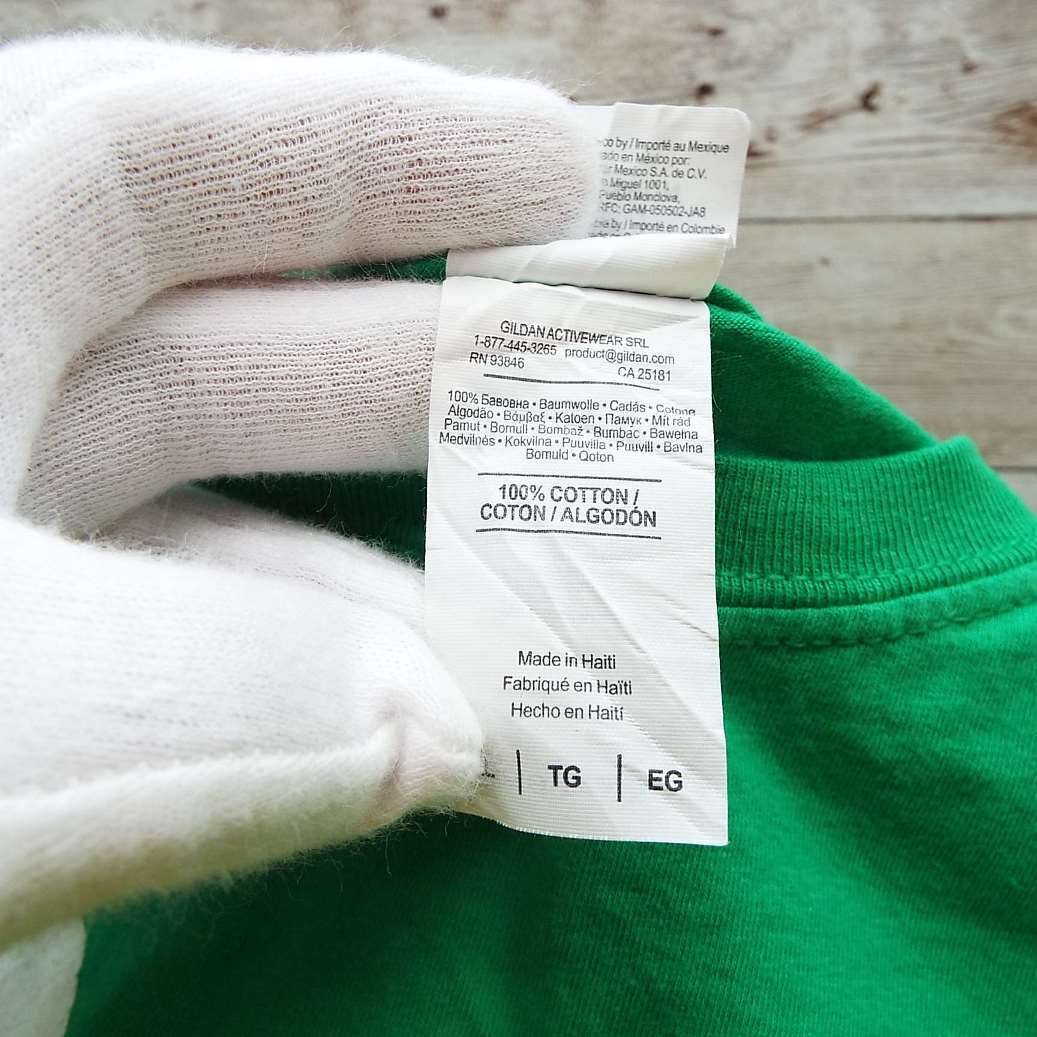 by / Importé au Mexique
en México por:
Mexico S.A. de C.V.
Miguel 1001,
Pueblo Monclova,
RFC: GAM-050502-JA8
by / Importé en Colombie
GILDAN ACTIVEWEAR SRL
1-877-445-3265 product@gildan.com
RN 93846 CA 25181
100% Бавовна • Baumwolle • Cadás • Cotone
Algodão • Βάμβαξ • Katoen • Памук • Mít rád
Pamut • Bomull • Bombaž • Bumbac • Bawełna
Medvilnės • Kokvilna • Puuvilla • Puuvill • Bavlna
Bomuld • Qoton
100% COTTON /
COTON / ALGODÓN
Made in Haiti
Fabriqué en Haïti
Hecho en Haití
| TG | EG